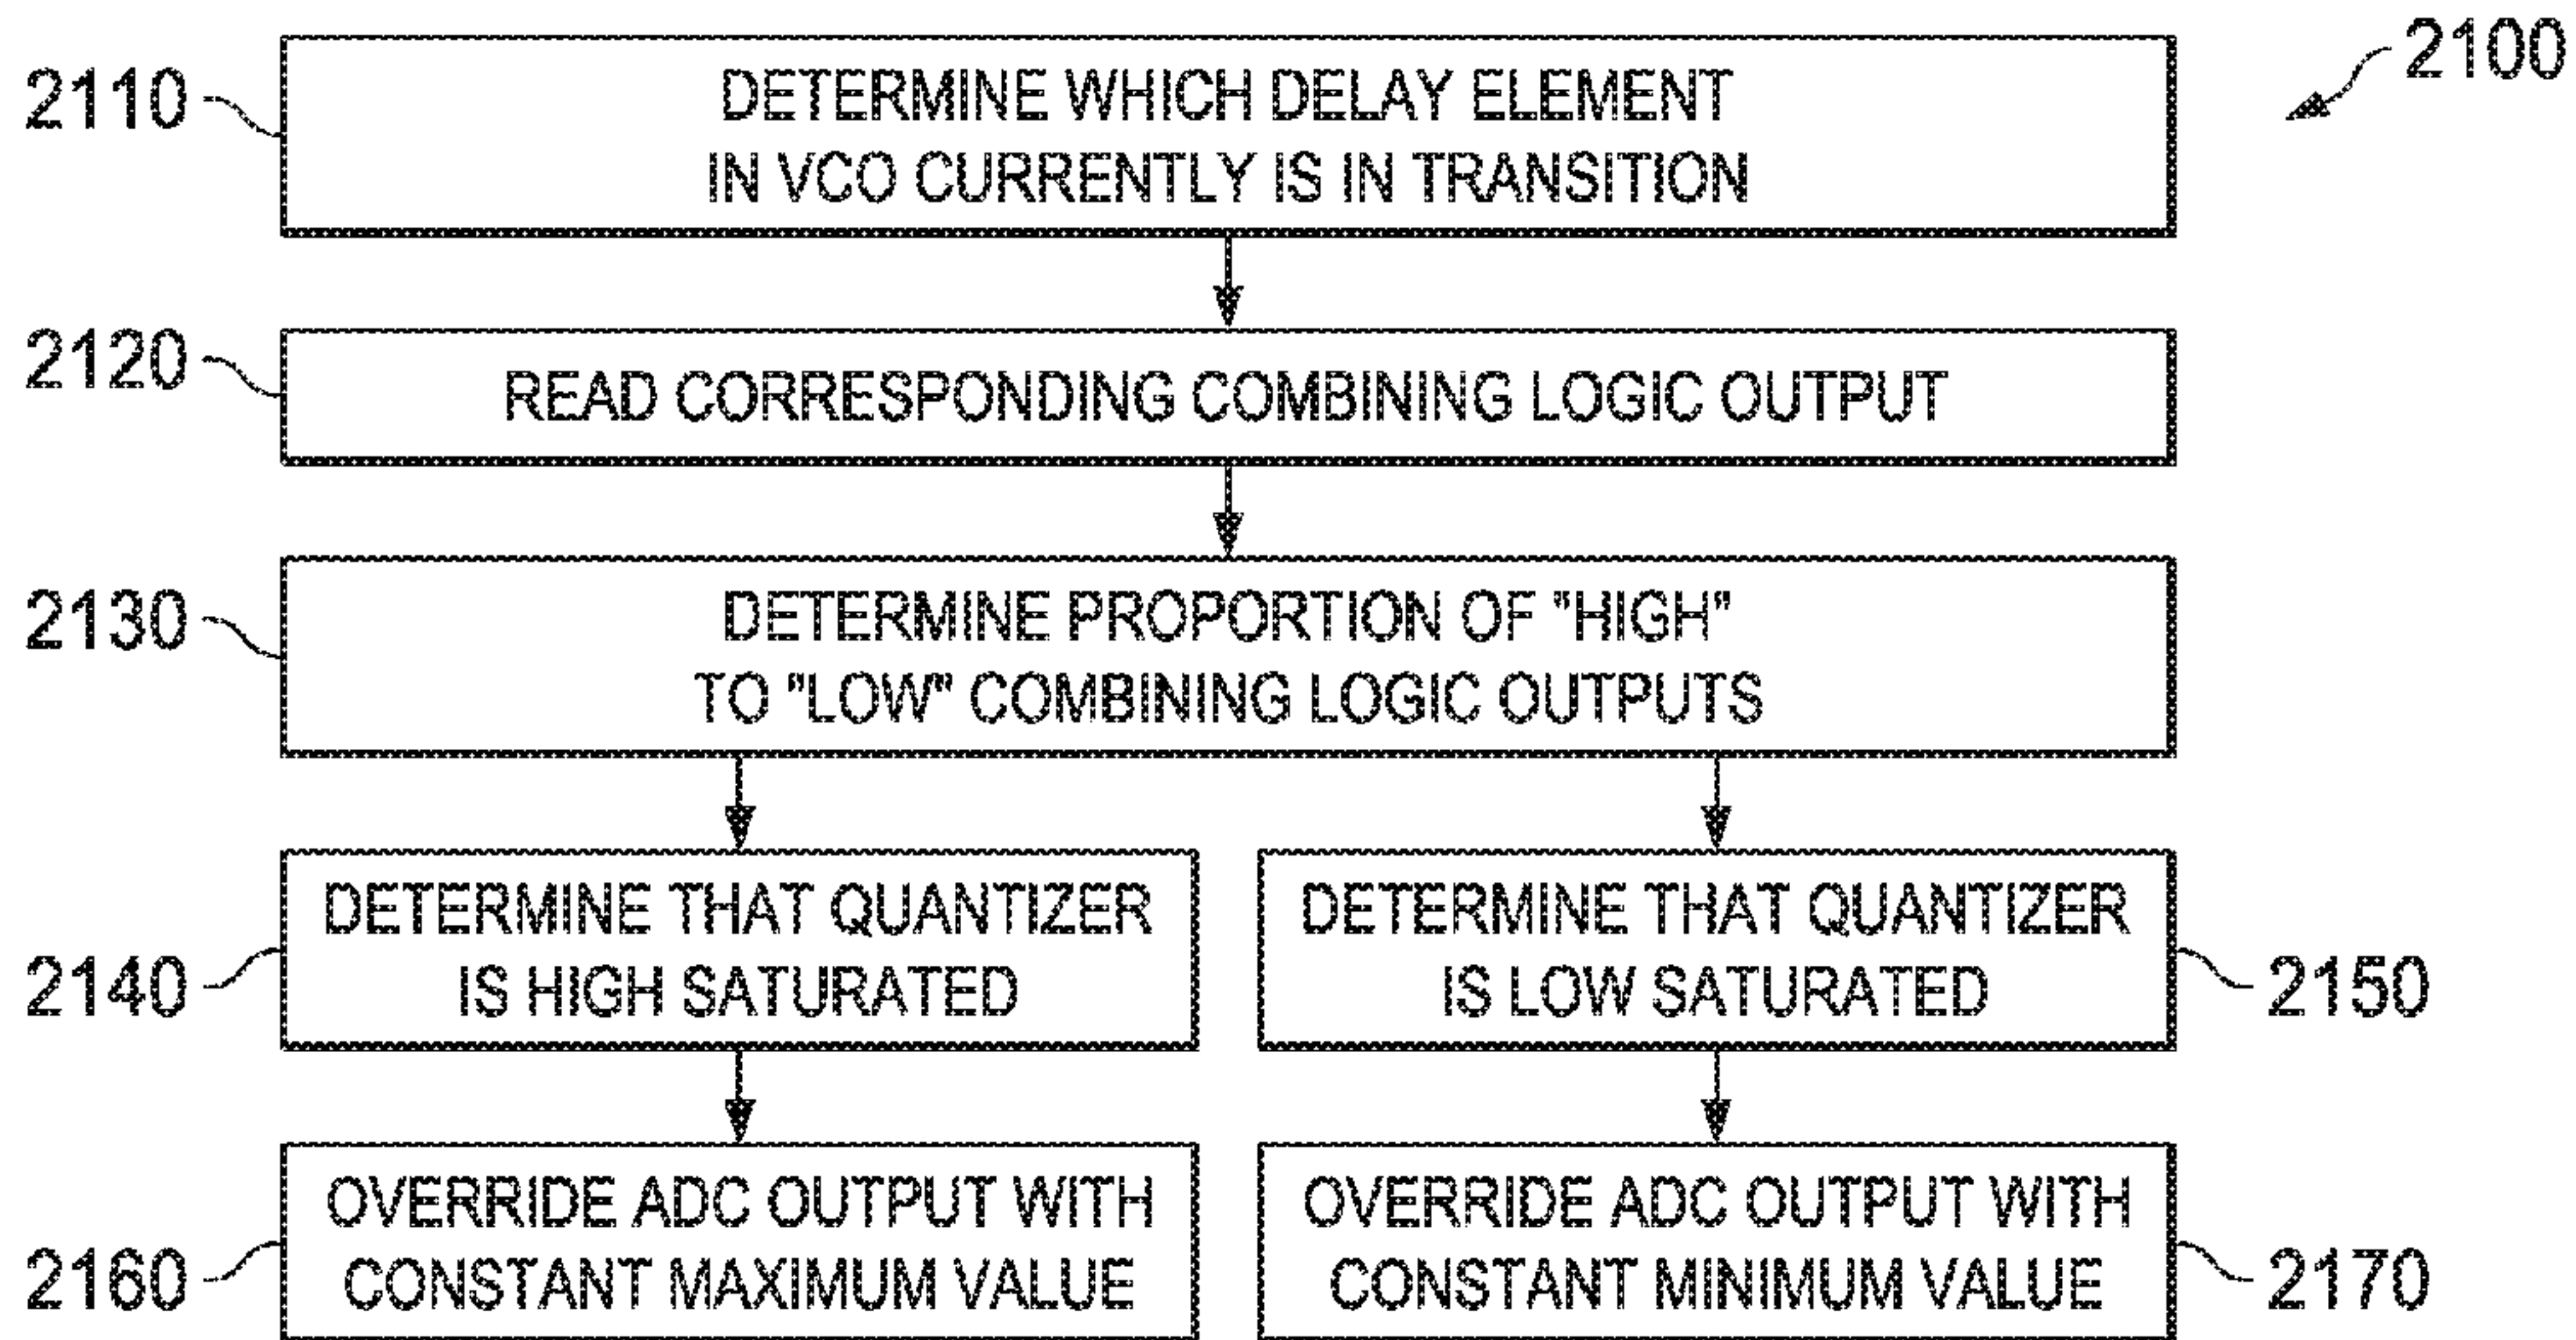 2100
2110
DETERMINE WHICH DELAY ELEMENT
IN VCO CURRENTLY IS IN TRANSITION
2120
READ CORRESPONDING COMBINING LOGIC OUTPUT
2130
DETERMINE PROPORTION OF "HIGH"
TO "LOW" COMBINING LOGIC OUTPUTS
2140
DETERMINE THAT QUANTIZER
IS HIGH SATURATED
DETERMINE THAT QUANTIZER
IS LOW SATURATED
2150
2160
OVERRIDE ADC OUTPUT WITH
CONSTANT MAXIMUM VALUE
OVERRIDE ADC OUTPUT WITH
CONSTANT MINIMUM VALUE
2170